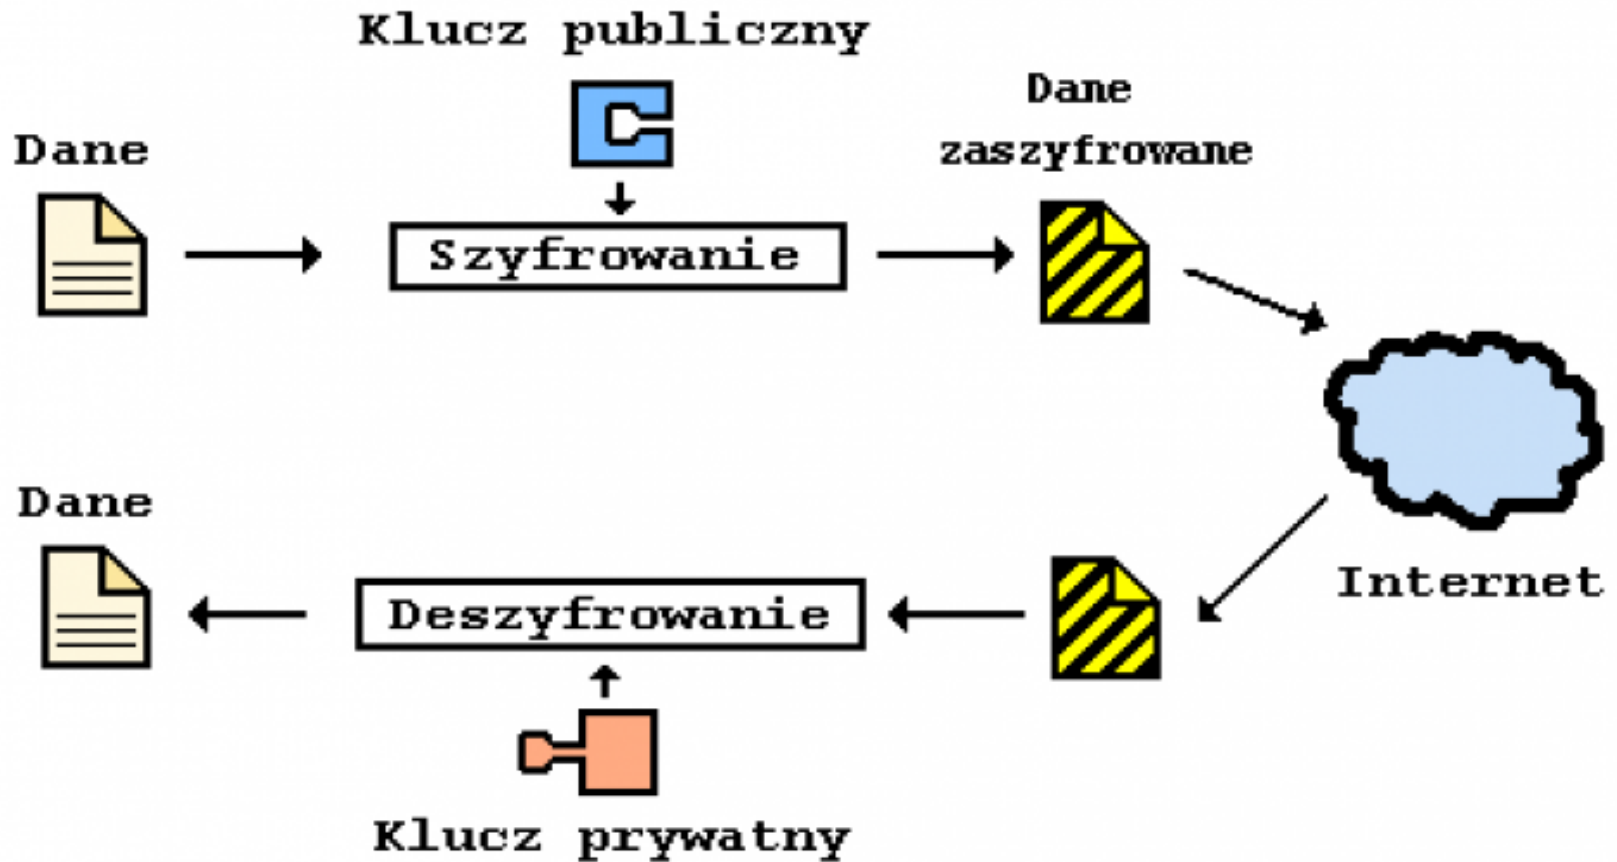 Klucz publiczny
Dane
zaszyfrowane
Dane
Szyfrowanie
Dane
Internet
Deszyfrowanie
Klucz prywatny